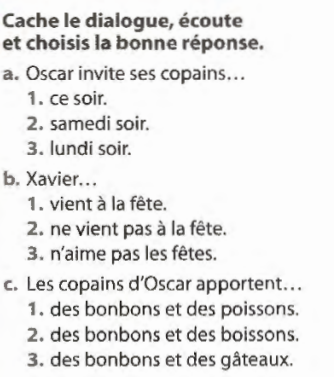 Cache le dialogue, écoute
et choisis la bonne réponse.
a. Oscar invite ses copains...
1. ce soir.
2. samedi soir.
3. lundi soir.
b. Xavier...
1. vient à la fête.
2. ne vient pas à la fête.
3. n'aime pas les fêtes.
c. Les copains d'Oscar apportent...
1. des bonbons et des poissons.
2. des bonbons et des boissons.
3. des bonbons et des gâteaux.